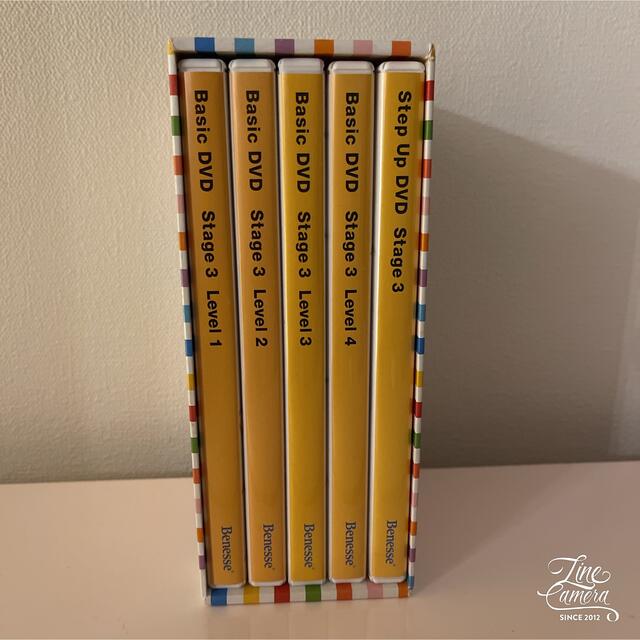 Basic DVD Stage 3 Level 1
Benesse®
Basic DVD Stage 3 Level 2
Benesse®
Basic DVD Stage 3 Level 3
Benesse®
Basic DVD Stage 3 Level 4
Benesse®
Step Up DVD Stage 3
Benesse®
Line
Camera
SINCE 2012